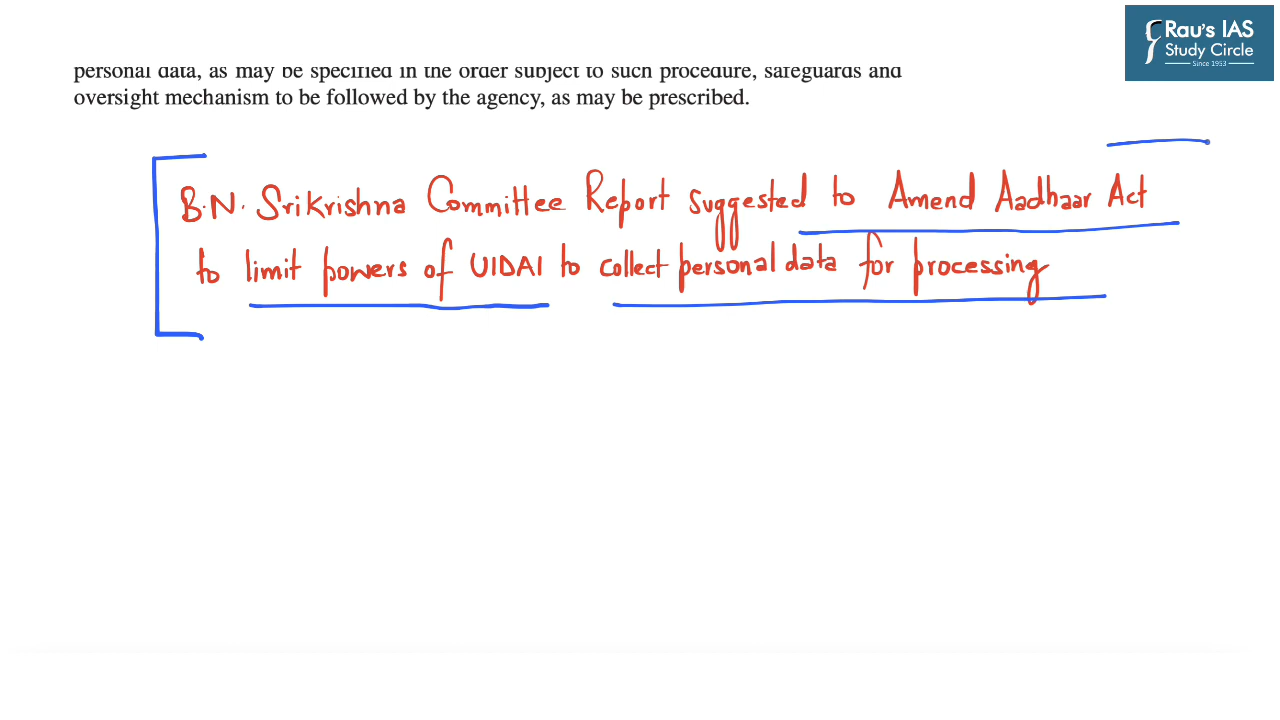 Rau's IAS
Study Circle
Since 1953
personal data, as may be specified in the order subject to such procedure, safeguards and
oversight mechanism to be followed by the agency, as may be prescribed.
B.N. Srikrishna Committee Report suggested to Amend Aadhaar Act
to limit powers of UIDAI to collect personal data for processing